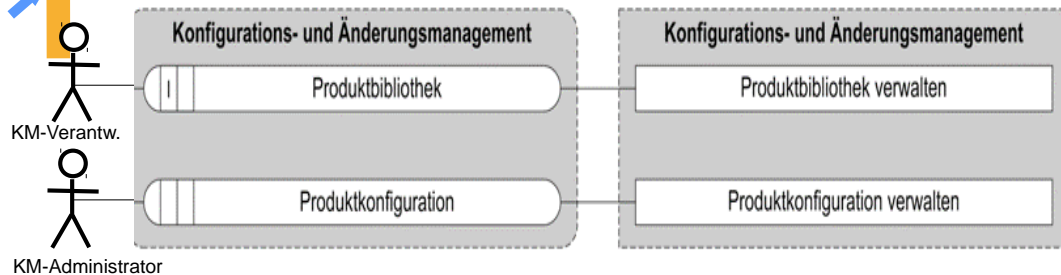 Konfigurations- und Änderungsmanagement
Konfigurations- und Änderungsmanagement
I
Produktbibliothek
Produktbibliothek verwalten
KM-Verantw.
Produktkonfiguration
Produktkonfiguration verwalten
KM-Administrator